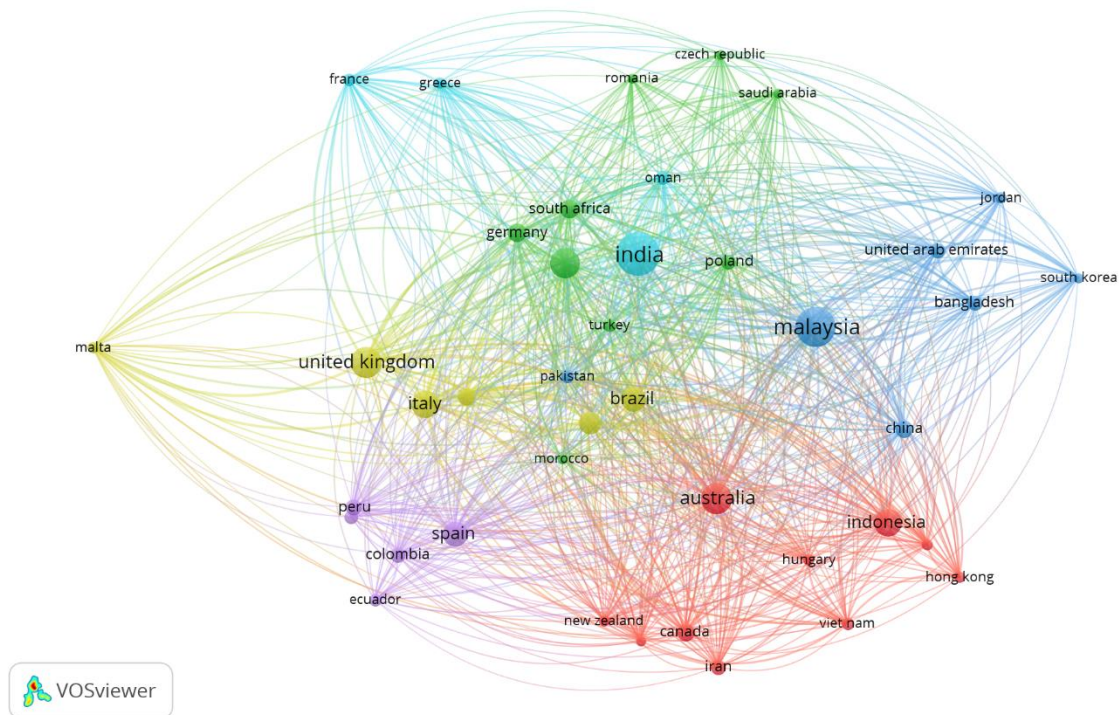 czech republic
france
greece
romania
saudi arabia
oman
jordan
south africa
germany
india
poland
united arab emirates
south korea
bangladesh
turkey
malaysia
malta
united kingdom
pakistan
italy
brazil
china
morocco
australia
peru
spain
indonesia
colombia
hungary
hong kong
ecuador
new zealand
canada
viet nam
iran
VOSviewer